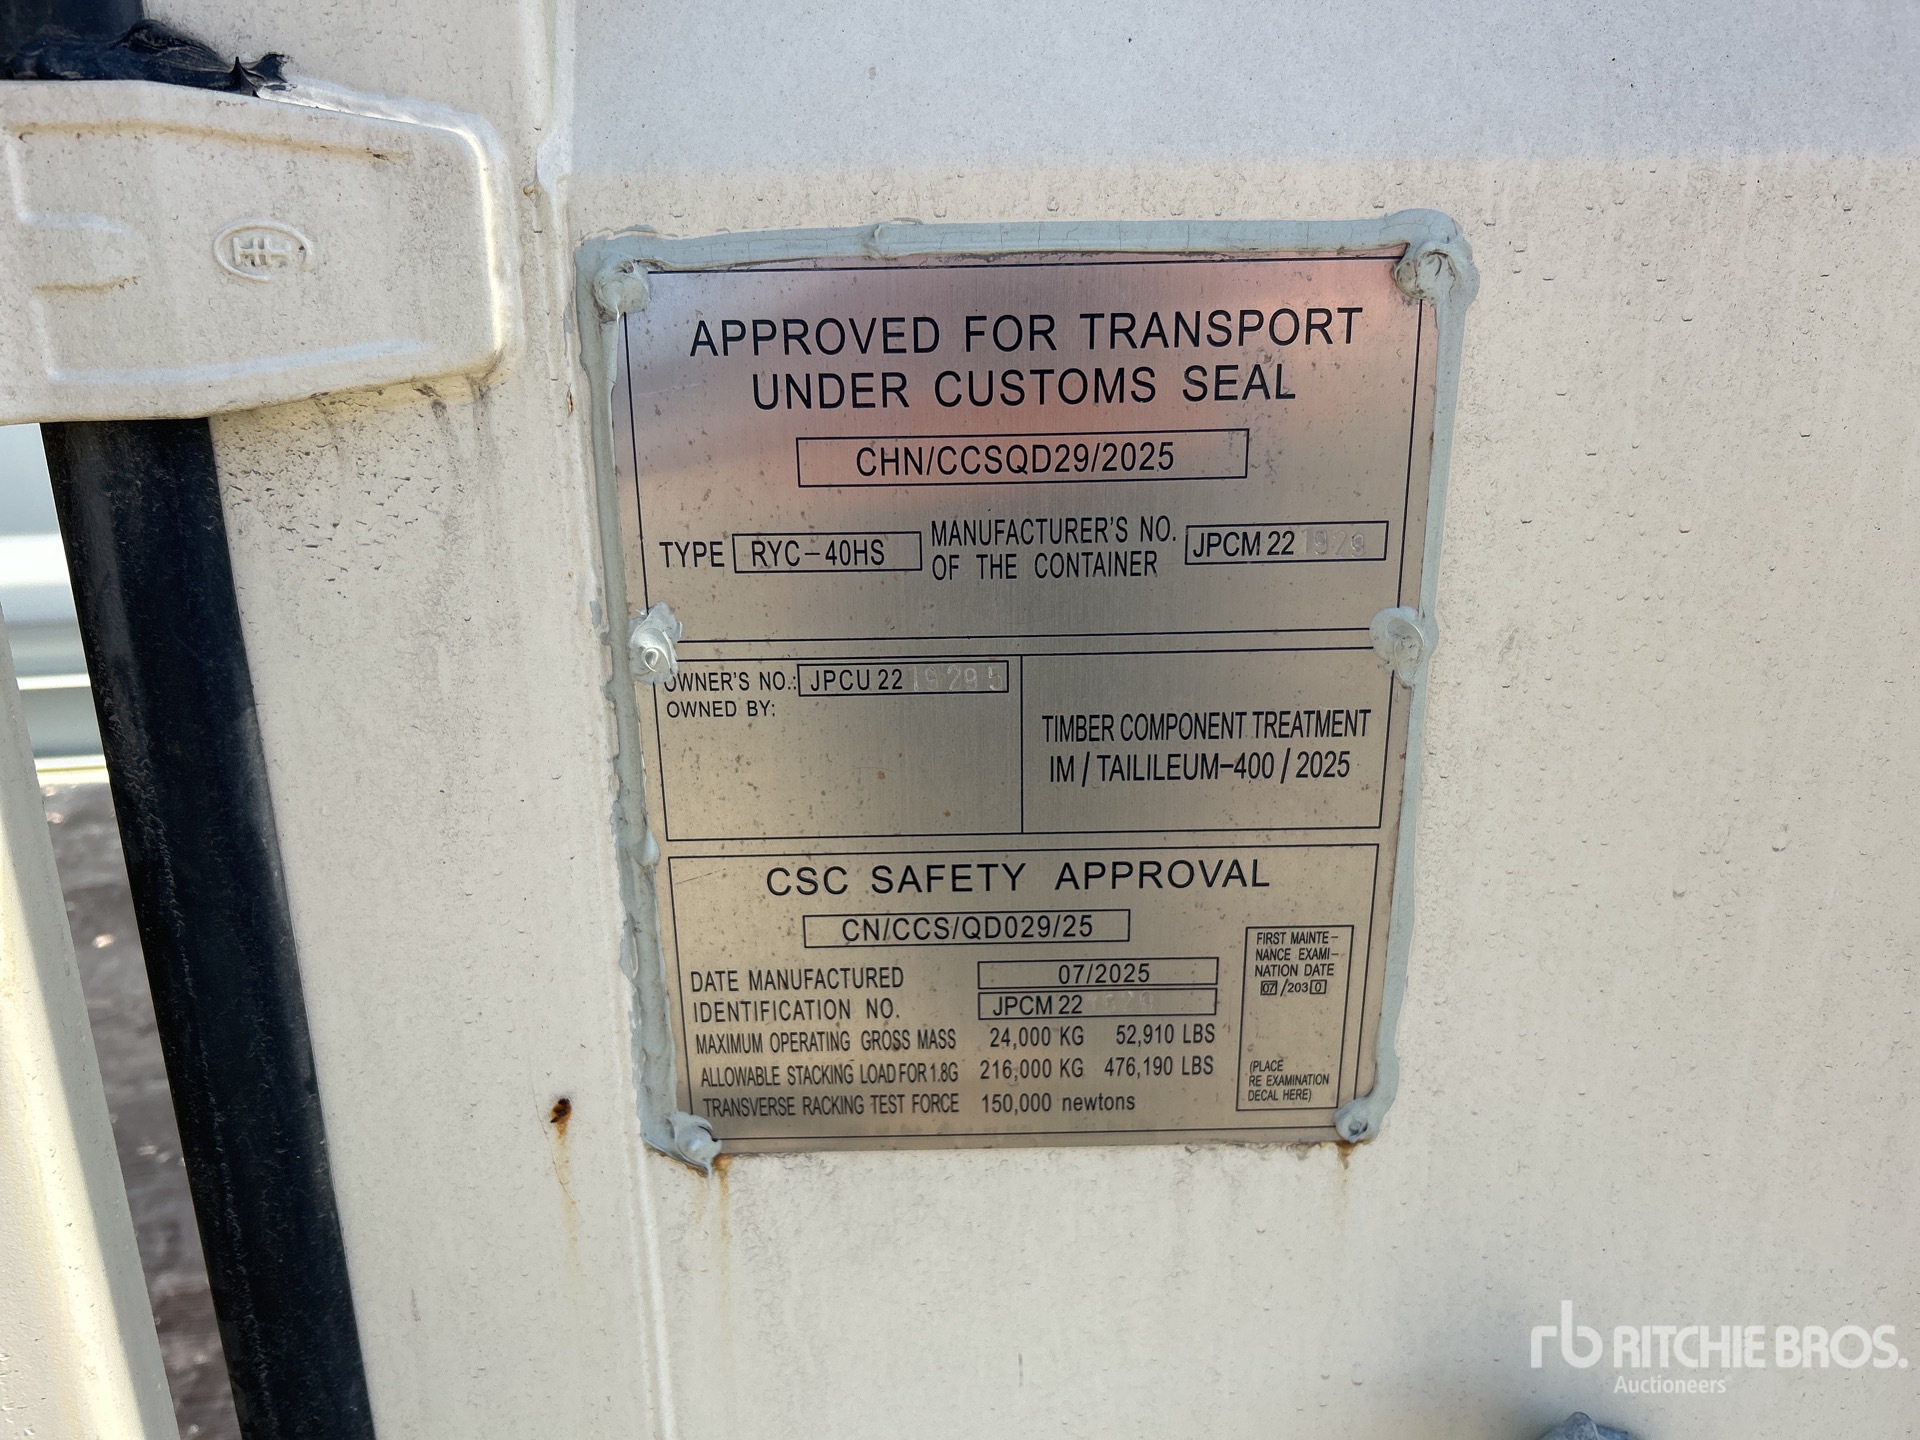 HH
APPROVED FOR TRANSPORT
UNDER CUSTOMS SEAL
CHN/CCSQD29/2025
TYPE RYC-40HS MANUFACTURER'S NO. OF THE CONTAINER JPCM 22 1929
OWNER'S NO.: JPCU 22
OWNED BY:
TIMBER COMPONENT TREATMENT
IM / TAILILEUM-400 / 2025
CSC SAFETY APPROVAL
CN/CCS/QD029/25
DATE MANUFACTURED 07/2025
IDENTIFICATION NO. JPCM 22
MAXIMUM OPERATING GROSS MASS 24,000 KG 52,910 LBS
ALLOWABLE STACKING LOAD FOR 1.8G 216,000 KG 476,190 LBS
TRANSVERSE RACKING TEST FORCE 150,000 newtons
FIRST MAINTE-
NANCE EXAMI-
NATION DATE
07/2030
(PLACE
RE EXAMINATION
DECAL HERE)
rb RITCHIE BROS.
Auctioneers